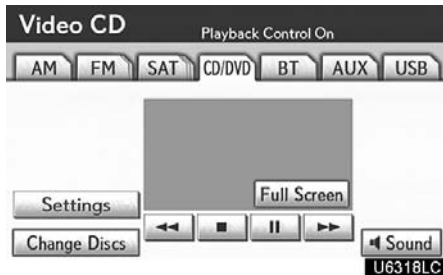 Video CD
Playback Control On
AM FM SAT CD/DVD BT AUX USB
Full Screen
Settings
Change Discs
Sound
U6318LC